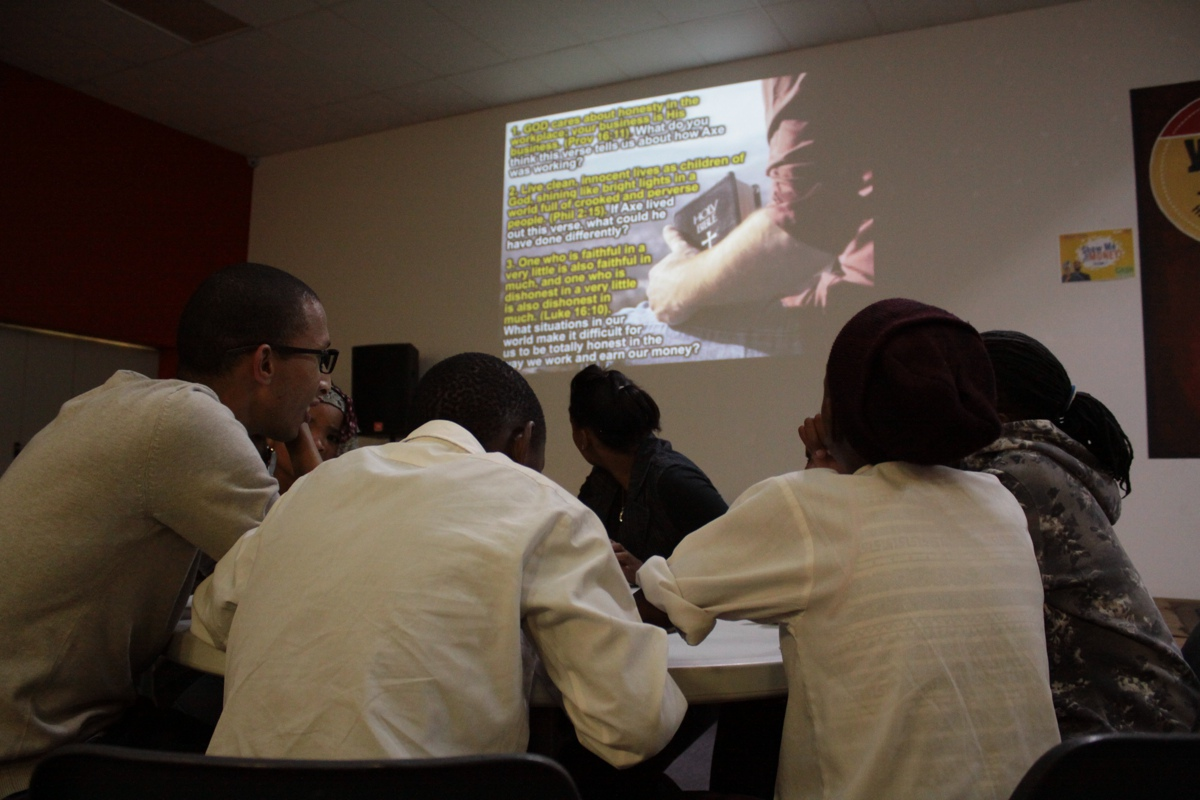 1. GOD cares about honesty in the
workplace; your business is His
business. (Prov 16:11). What do you
think this verse tells us about how Axe
was working?
2. Live clean, innocent lives as children of
God, shining like bright lights in a
world full of crooked and perverse
people. (Phil 2:15). If Axe lived
out this verse, what could he
have done differently?
3. One who is faithful in a
very little is also faithful in
much, and one who is
dishonest in a very little
is also dishonest in
much. (Luke 16:10).
What situations in our
world make it difficult for
us to be totally honest in the
way we work and earn our money?
HOLY
BIBLE
Show Me
MONEY